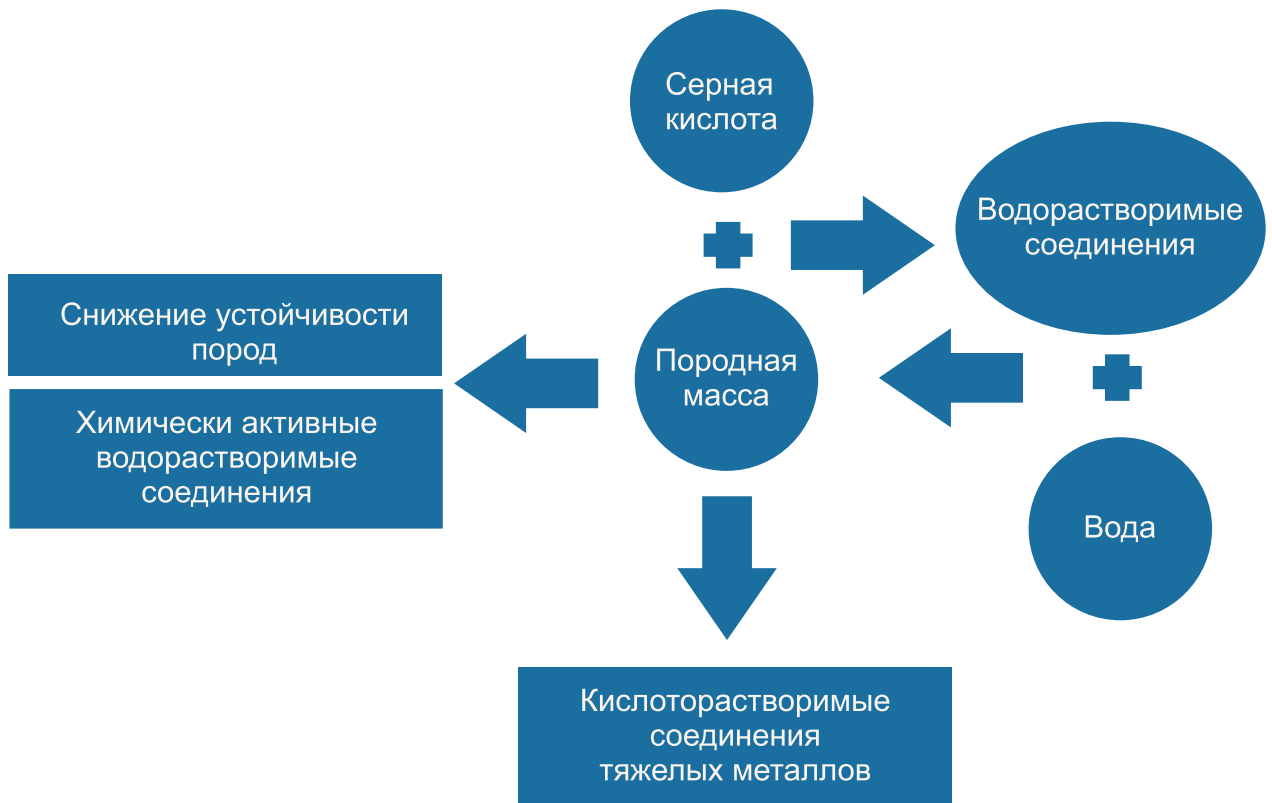 Серная
кислота
Водорастворимые
соединения
Снижение устойчивости
пород
Породная
масса
Химически активные
водорастворимые
соединения
Вода
Кислоторастворимые
соединения
тяжелых металлов